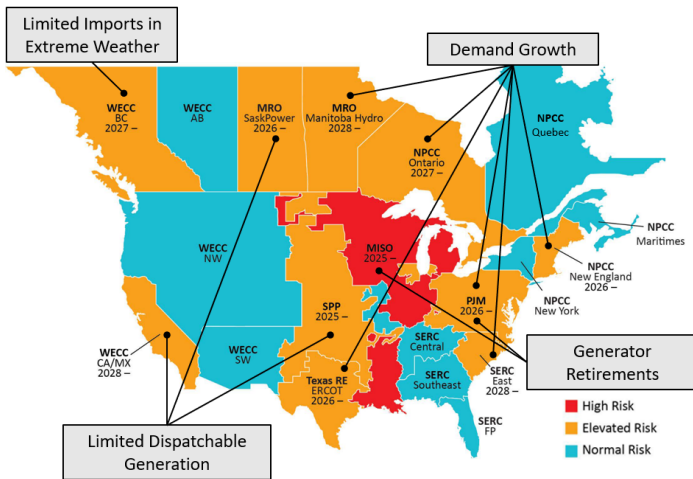 Limited Imports in
Extreme Weather
Demand Growth
WECC
BC
2027 –
WECC
AB
MRO
SaskPower
2026 –
MRO
Manitoba Hydro
2028 –
NPCC
Quebec
NPCC
Ontario
2027 –
NPCC
Maritimes
WECC
NW
MISO
2025 –
NPCC
New England
2026 –
NPCC
New York
SPP
2025 –
PJM
2026 –
WECC
CA/MX
2028 –
WECC
SW
SERC
Central
SERC
Southeast
SERC
East
2028 –
Texas RE
ERCOT
2026 –
SERC
FP
Generator
Retirements
Limited Dispatchable
Generation
High Risk
Elevated Risk
Normal Risk